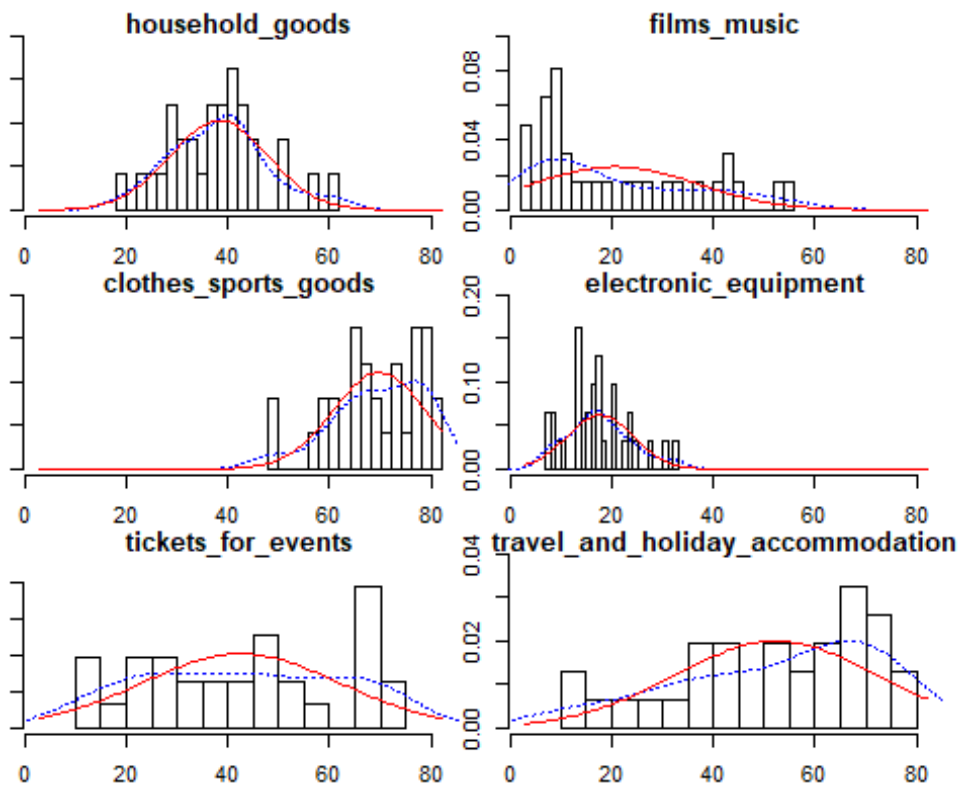 household_goods
films_music
0.00 0.04 0.08
0 20 40 60 80
0 20 40 60 80
clothes_sports_goods
electronic_equipment
0.00 0.10 0.20
0 20 40 60 80
0 20 40 60 80
tickets_for_events
travel_and_holiday_accommodation
0.00 0.02 0.04
0 20 40 60 80
0 20 40 60 80